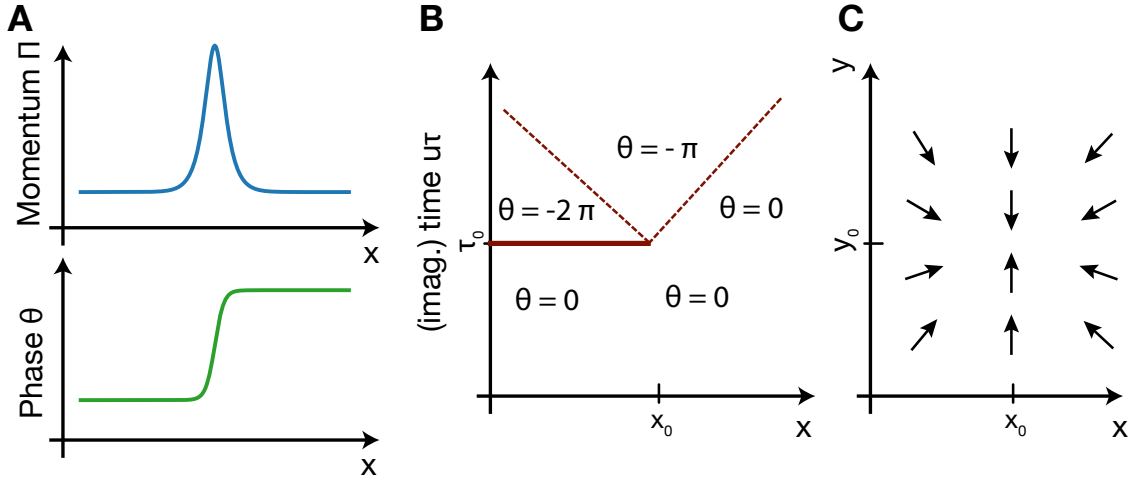 A
Momentum Π
x
Phase θ
x
B
(imag.) time uτ
τ₀
θ = - π
θ = -2 π
θ = 0
θ = 0
θ = 0
x₀
x
C
y
y₀
x₀
x